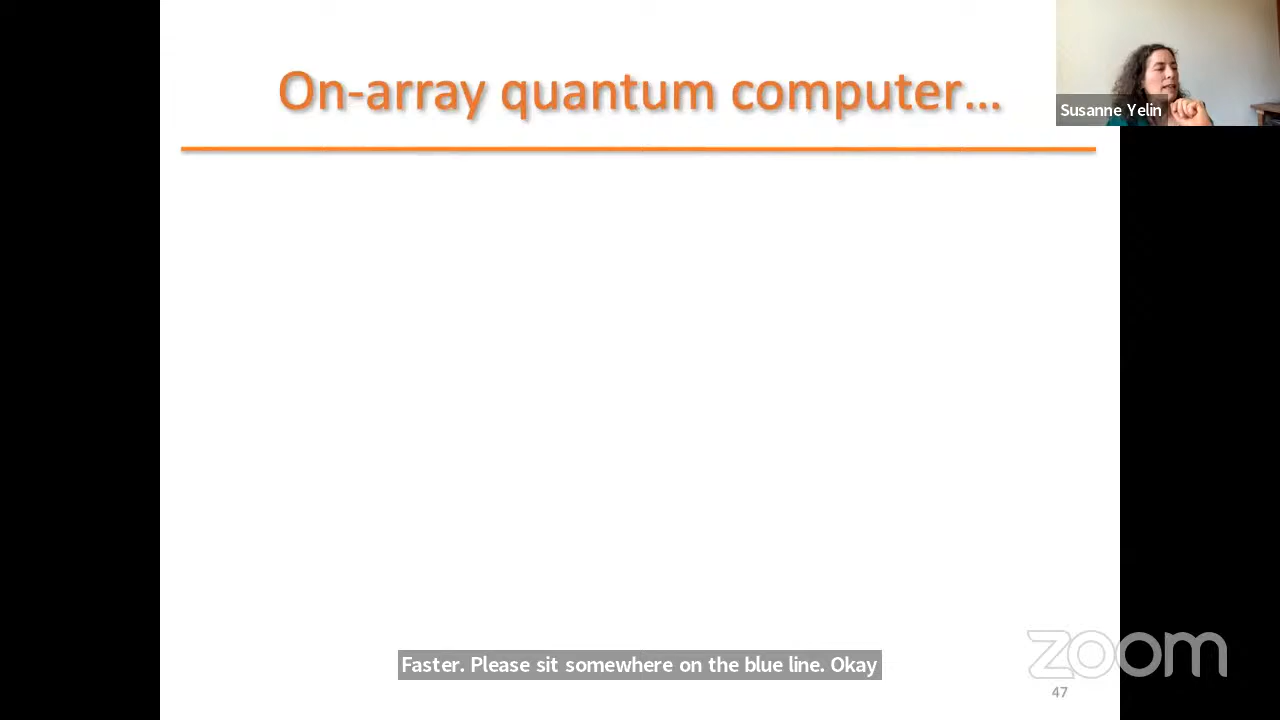 On-array quantum computer...
Susanne Yelin
Faster. Please sit somewhere on the blue line. Okay
zoom
47